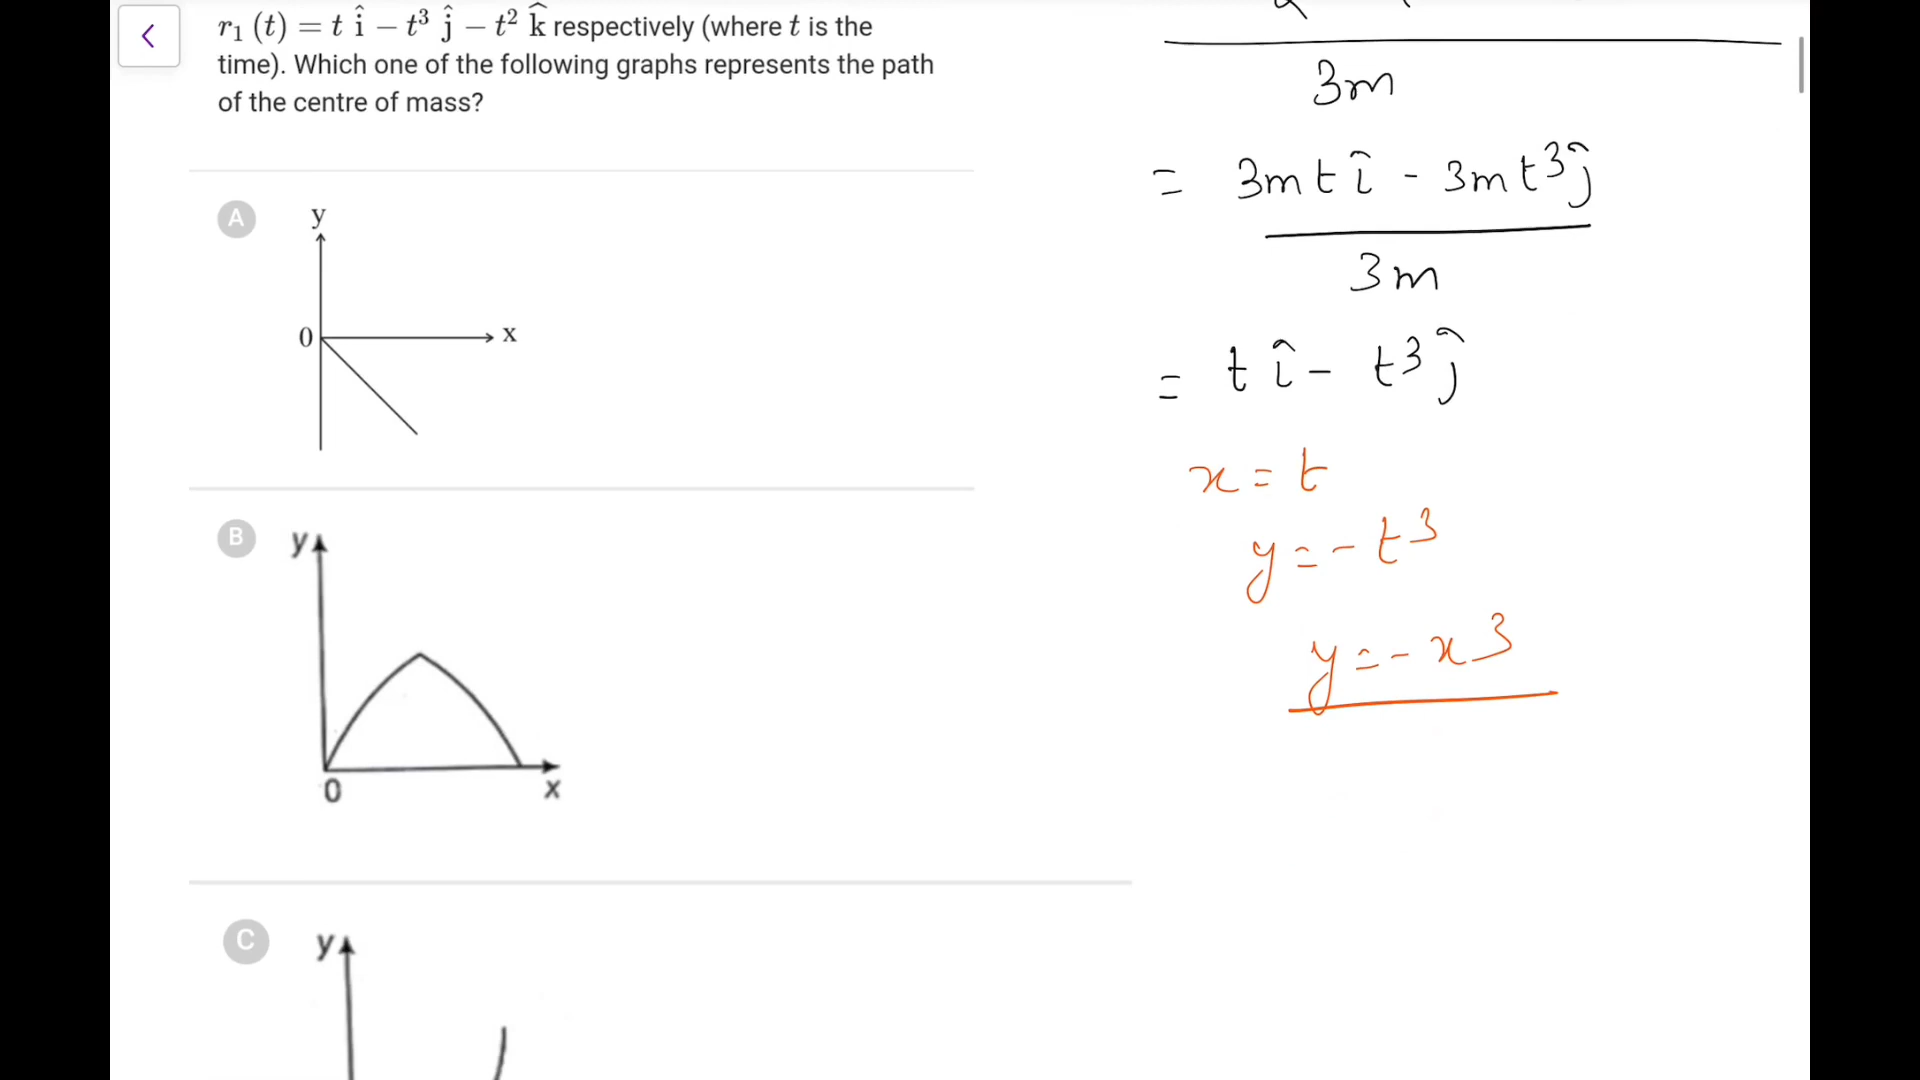 r₁ (t) = t î − t³ ĵ − t² k̂ respectively (where t is the
time). Which one of the following graphs represents the path
of the centre of mass?
A
y
0
x
B
y
0
x
C
y
3m
= 3mt î - 3mt³ ĵ
3m
= t î - t³ ĵ
x = t
y = - t³
y = - x³